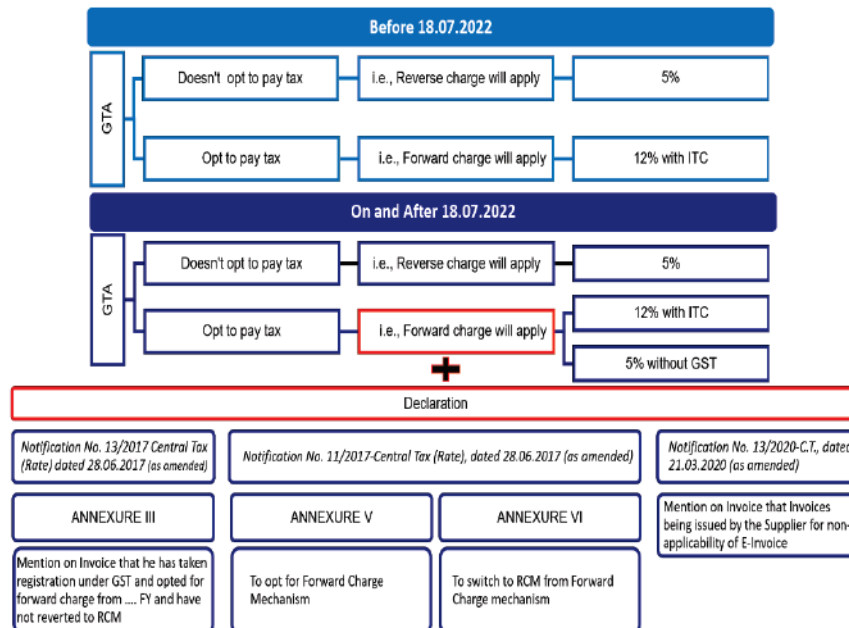 Before 18.07.2022
GTA
Doesn't opt to pay tax
i.e., Reverse charge will apply
5%
Opt to pay tax
i.e., Forward charge will apply
12% with ITC
On and After 18.07.2022
GTA
Doesn't opt to pay tax
i.e., Reverse charge will apply
5%
Opt to pay tax
i.e., Forward charge will apply
12% with ITC
5% without GST
Declaration
Notification No. 13/2017 Central Tax
(Rate) dated 28.06.2017 (as amended)
Notification No. 11/2017-Central Tax (Rate), dated 28.06.2017 (as amended)
Notification No. 13/2020-C.T., dated
21.03.2020 (as amended)
ANNEXURE III
ANNEXURE V
ANNEXURE VI
Mention on Invoice that Invoices
being issued by the Supplier for non-
applicability of E-Invoice
Mention on Invoice that he has taken
registration under GST and opted for
forward charge from .... FY and have
not reverted to RCM
To opt for Forward Charge
Mechanism
To switch to RCM from Forward
Charge mechanism